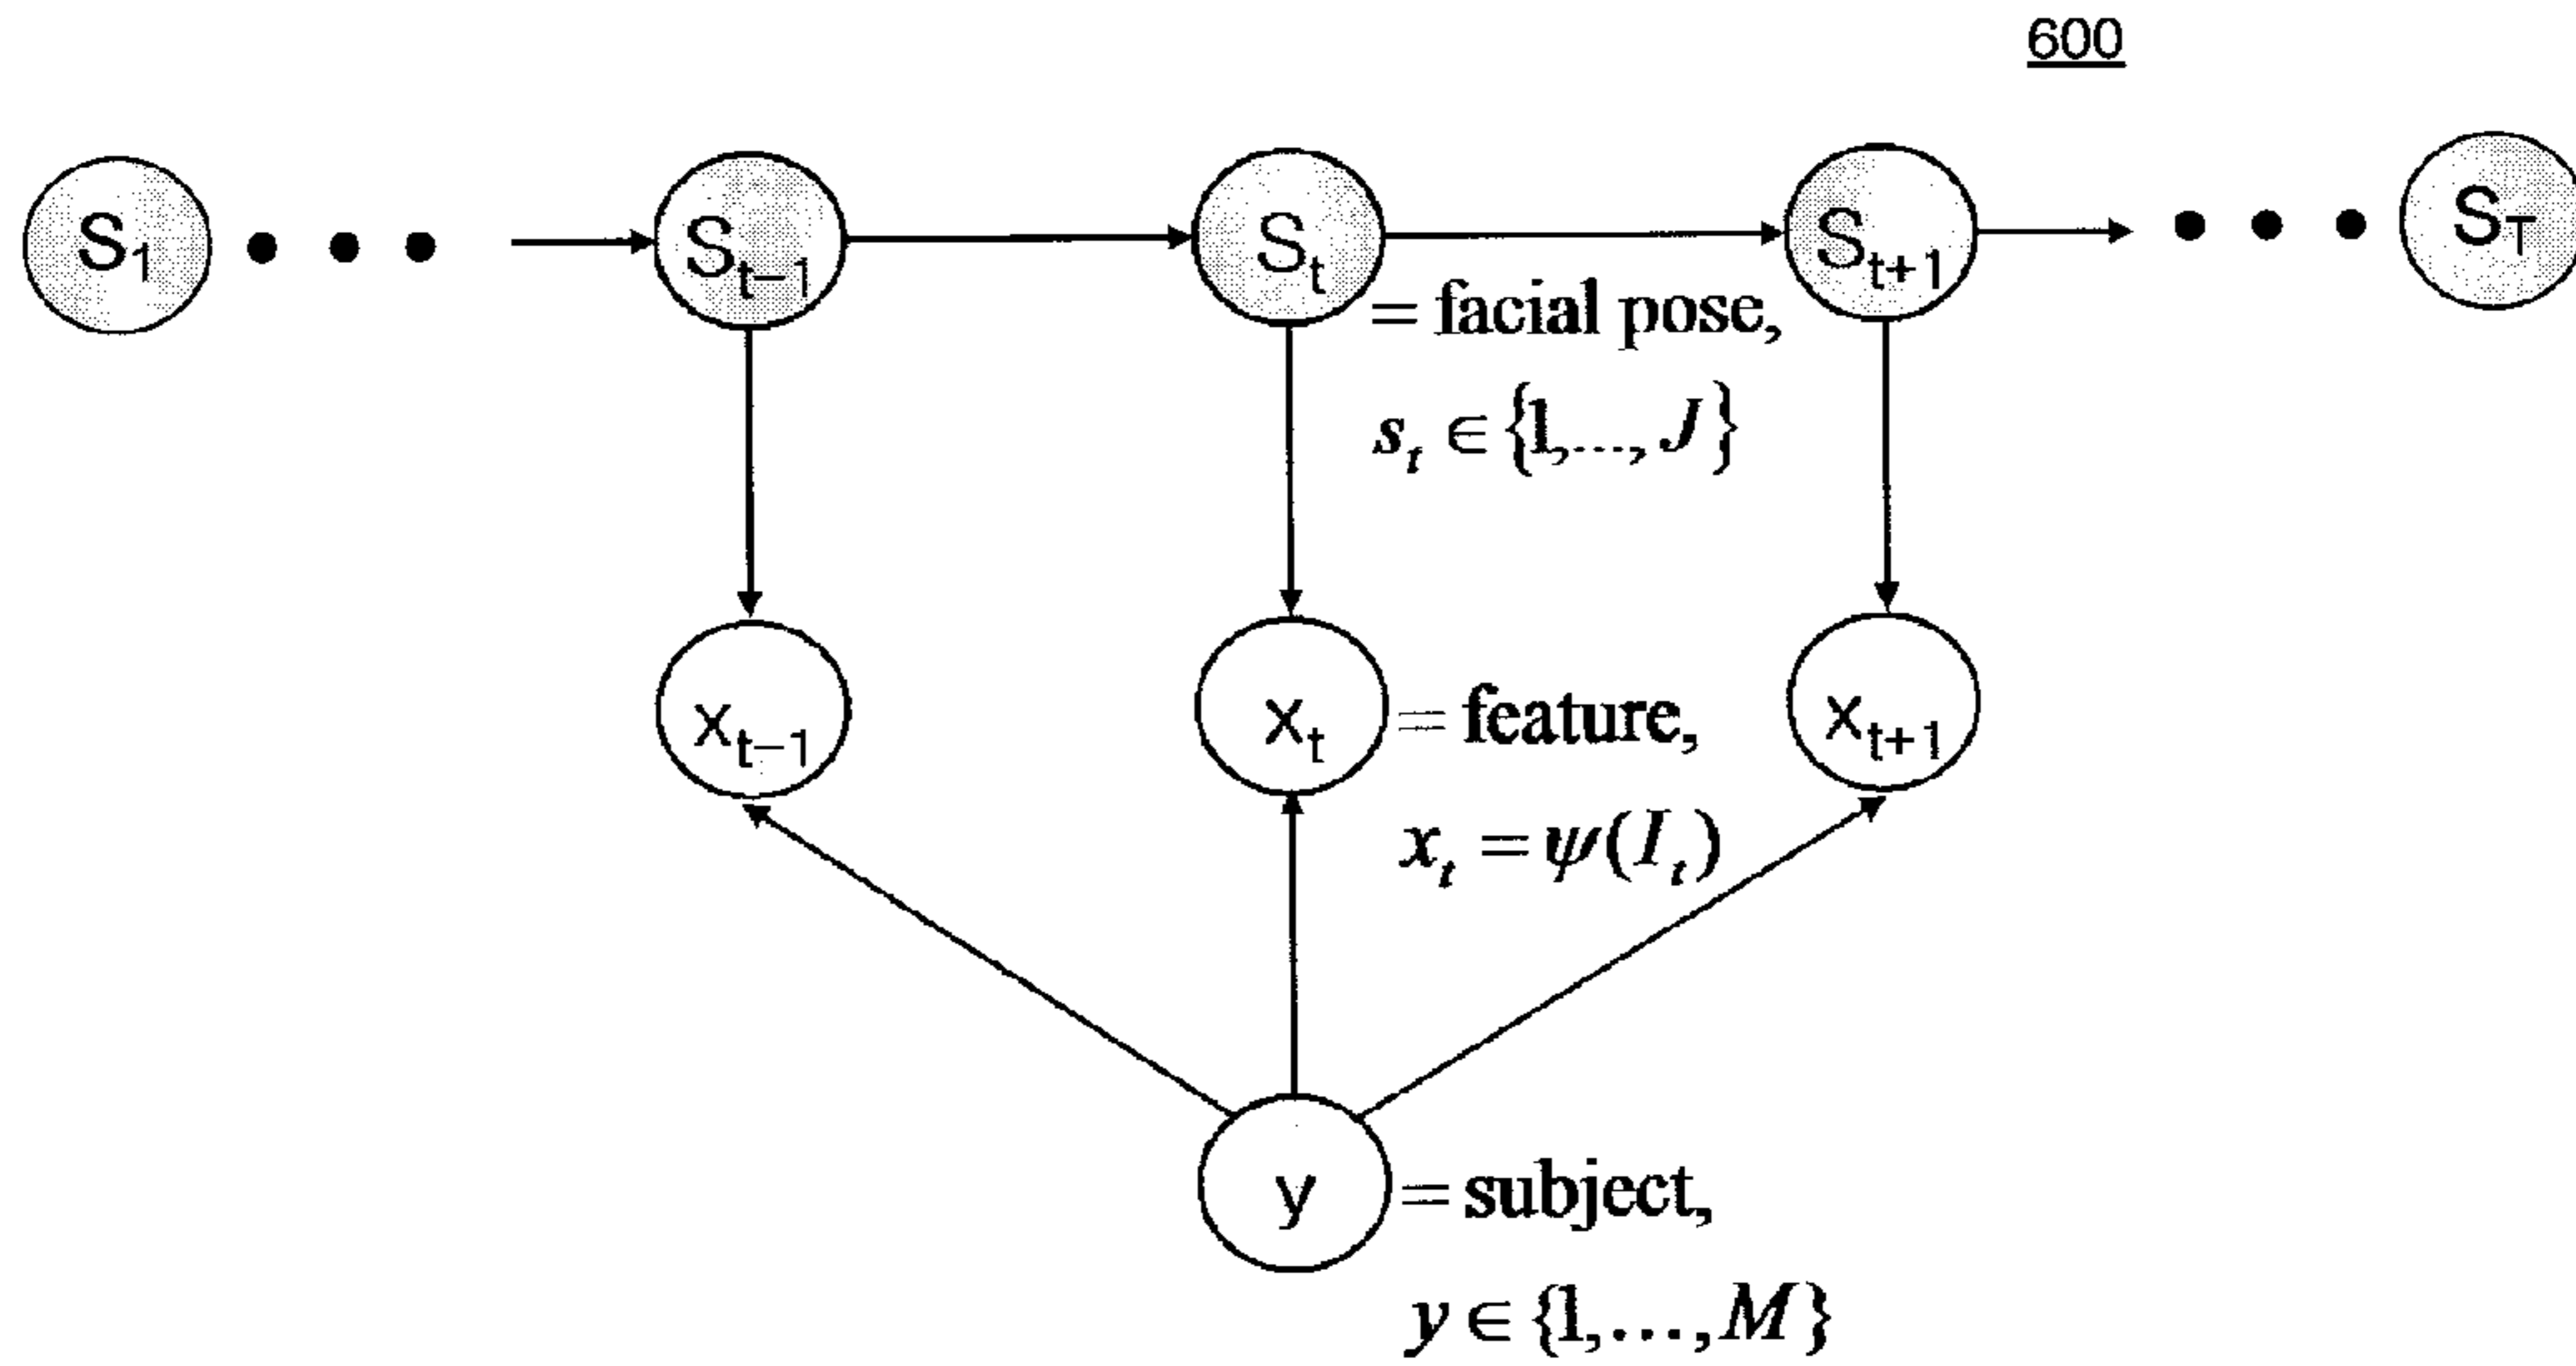 600
S₁ • • • Sₜ₋₁ Sₜ Sₜ₊₁ • • • S_T
= facial pose,
sₜ ∈ {1,..., J}
xₜ₋₁ xₜ = feature, xₜ₊₁
xₜ = ψ(Iₜ)
y = subject,
y ∈ {1,..., M}